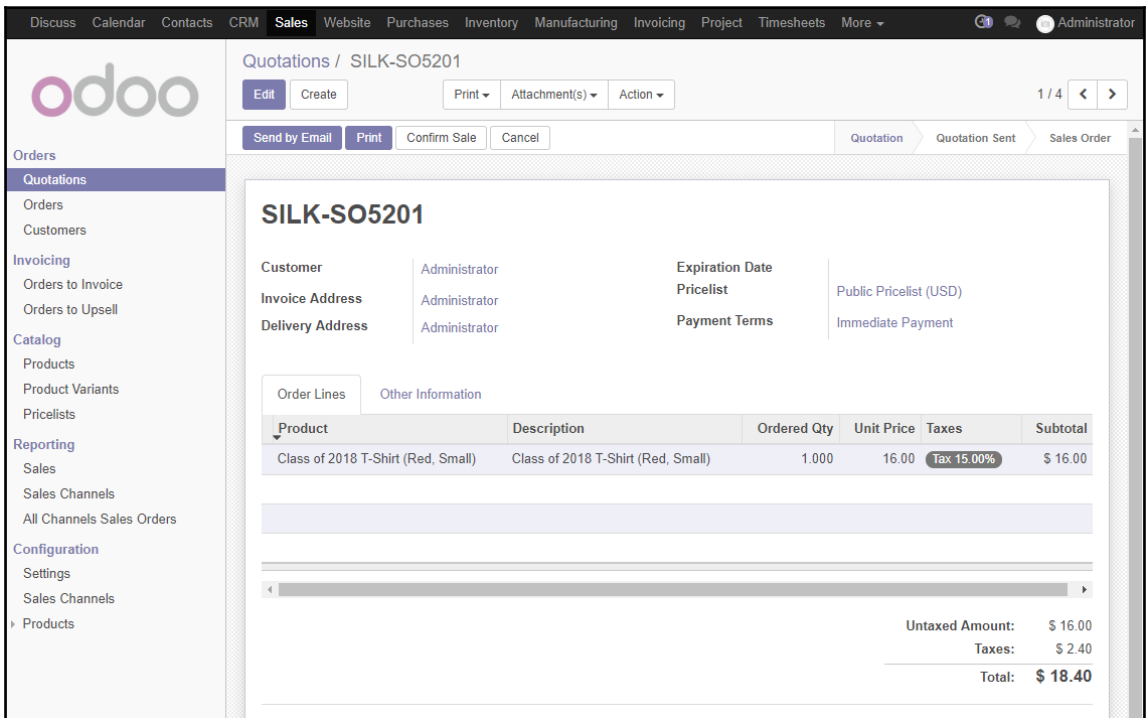 Discuss Calendar Contacts CRM Sales Website Purchases Inventory Manufacturing Invoicing Project Timesheets More 1 Administrator
odoo
Orders
Quotations
Orders
Customers
Invoicing
Orders to Invoice
Orders to Upsell
Catalog
Products
Product Variants
Pricelists
Reporting
Sales
Sales Channels
All Channels Sales Orders
Configuration
Settings
Sales Channels
Products
Quotations / SILK-SO5201
Edit Create Print Attachment(s) Action 1 / 4
Send by Email Print Confirm Sale Cancel Quotation Quotation Sent Sales Order
SILK-SO5201
Customer Administrator
Invoice Address Administrator
Delivery Address Administrator
Expiration Date
Pricelist Public Pricelist (USD)
Payment Terms Immediate Payment
Order Lines Other Information
Product Description Ordered Qty Unit Price Taxes Subtotal
Class of 2018 T-Shirt (Red, Small) Class of 2018 T-Shirt (Red, Small) 1.000 16.00 Tax 15.00% $ 16.00
Untaxed Amount: $ 16.00
Taxes: $ 2.40
Total: $ 18.40